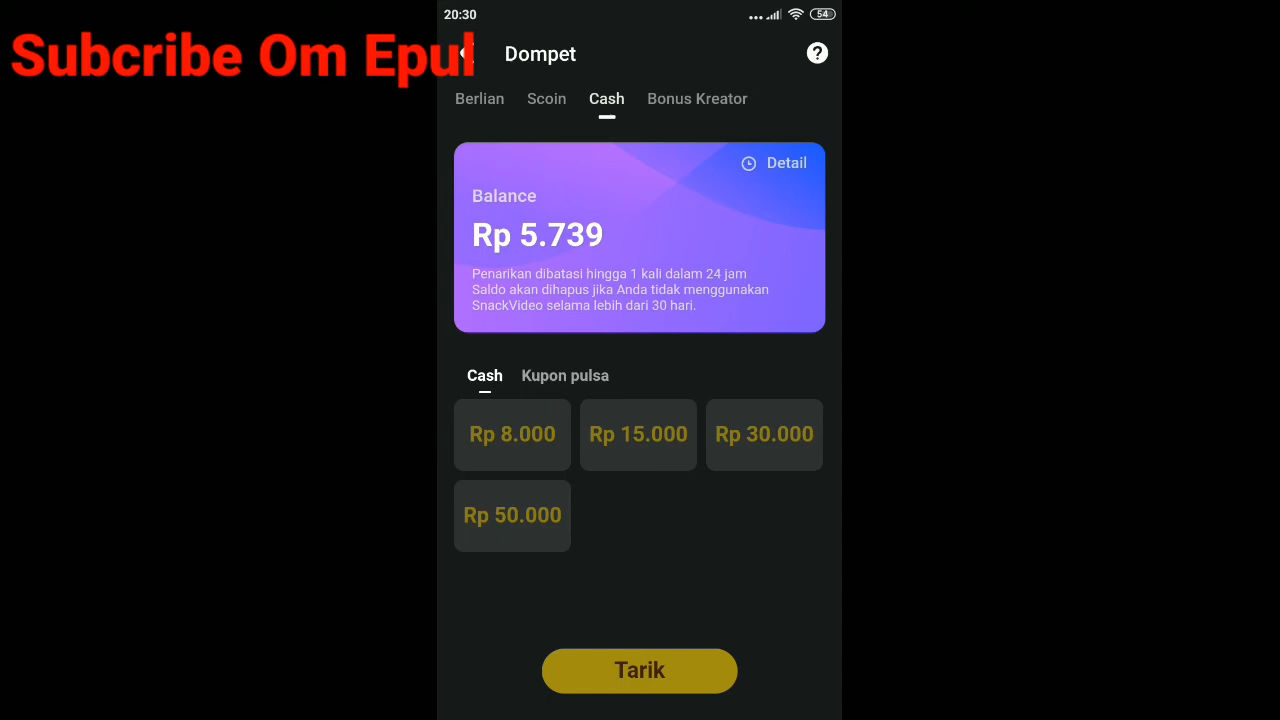 20:30
54
Subcribe Om Epul
Dompet
?
Berlian Scoin Cash Bonus Kreator
Detail
Balance
Rp 5.739
Penarikan dibatasi hingga 1 kali dalam 24 jam
Saldo akan dihapus jika Anda tidak menggunakan
SnackVideo selama lebih dari 30 hari.
Cash Kupon pulsa
Rp 8.000 Rp 15.000 Rp 30.000
Rp 50.000
Tarik